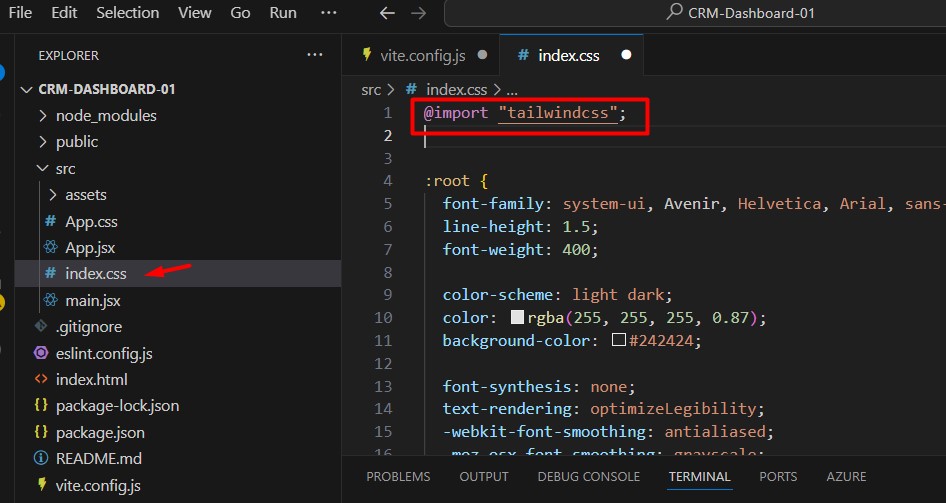 File Edit Selection View Go Run ···
CRM-Dashboard-01
EXPLORER ···
CRM-DASHBOARD-01
node_modules
public
src
assets
# App.css
App.jsx
# index.css
main.jsx
.gitignore
eslint.config.js
<> index.html
{} package-lock.json
{} package.json
README.md
vite.config.js
vite.config.js ●
# index.css ●
src > # index.css > ...
1 @import "tailwindcss";
2
3
4 :root {
5 font-family: system-ui, Avenir, Helvetica, Arial, sans-
6 line-height: 1.5;
7 font-weight: 400;
8
9 color-scheme: light dark;
10 color: rgba(255, 255, 255, 0.87);
11 background-color: #242424;
12
13 font-synthesis: none;
14 text-rendering: optimizeLegibility;
15 -webkit-font-smoothing: antialiased;
16 -moz-osx-font-smoothing: grayscale;
PROBLEMS OUTPUT DEBUG CONSOLE TERMINAL PORTS AZURE